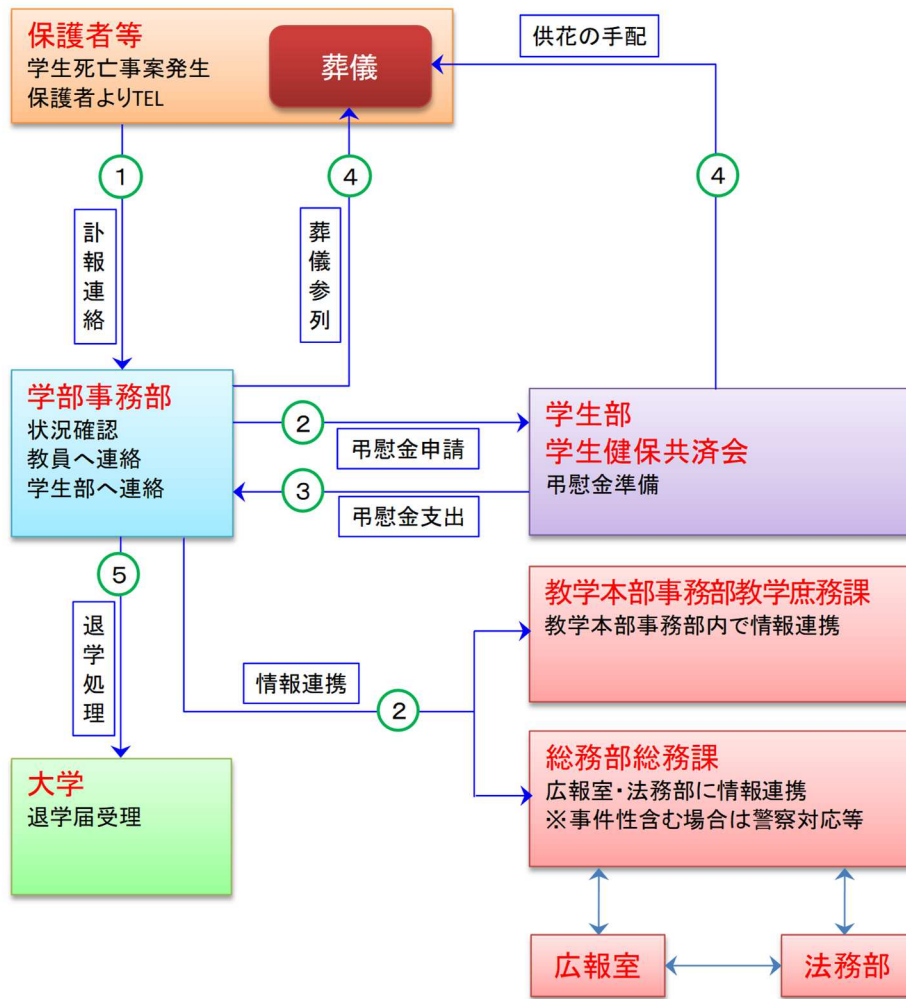 保護者等
学生死亡事案発生
保護者よりTEL
葬儀
供花の手配
①
④
④
訃報連絡
葬儀参列
学部事務部
状況確認
教員へ連絡
学生部へ連絡
②
弔慰金申請
③
弔慰金支出
学生部
学生健保共済会
弔慰金準備
⑤
退学処理
情報連携
②
教学本部事務部教学庶務課
教学本部事務部内で情報連携
大学
退学届受理
総務部総務課
広報室・法務部に情報連携
※事件性含む場合は警察対応等
広報室
法務部